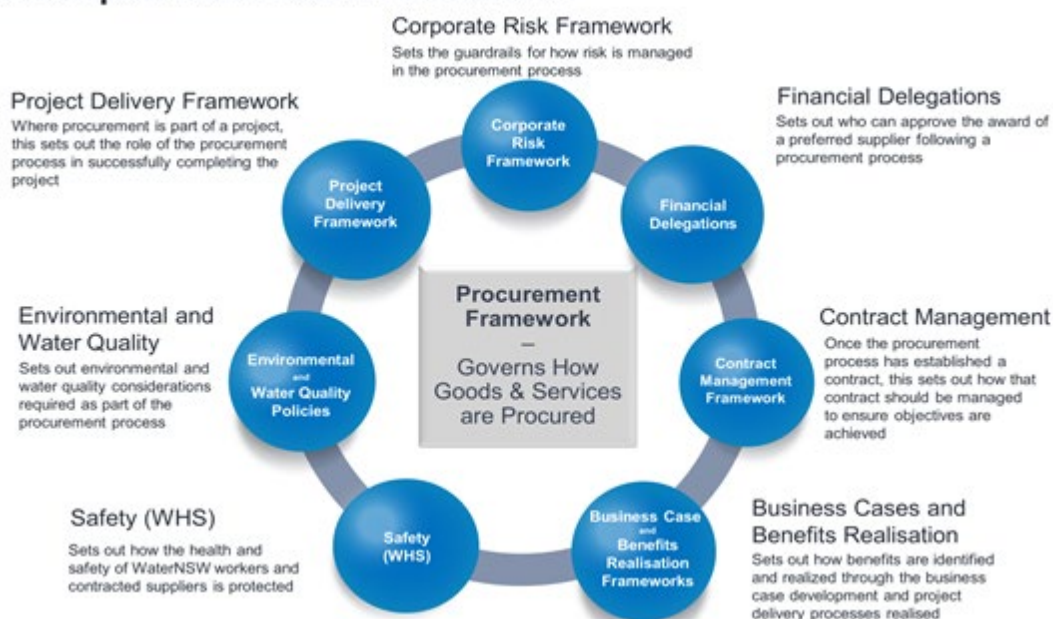 Corporate Risk Framework
Sets the guardrails for how risk is managed
in the procurement process
Project Delivery Framework
Where procurement is part of a project,
this sets out the role of the procurement
process in successfully completing the
project
Financial Delegations
Sets out who can approve the award of
a preferred supplier following a
procurement process
Corporate
Risk
Framework
Project
Delivery
Framework
Financial
Delegations
Procurement
Framework
–
Governs How
Goods & Services
are Procured
Environmental and
Water Quality
Sets out environmental and
water quality considerations
required as part of the
procurement process
Environmental
and
Water Quality
Policies
Contract
Management
Framework
Contract Management
Once the procurement
process has established a
contract, this sets out how that
contract should be managed
to ensure objectives are
achieved
Safety (WHS)
Sets out how the health and
safety of WaterNSW workers and
contracted suppliers is protected
Safety
(WHS)
Business Case
and
Benefits
Realisation
Frameworks
Business Cases and
Benefits Realisation
Sets out how benefits are identified
and realized through the business
case development and project
delivery processes realised